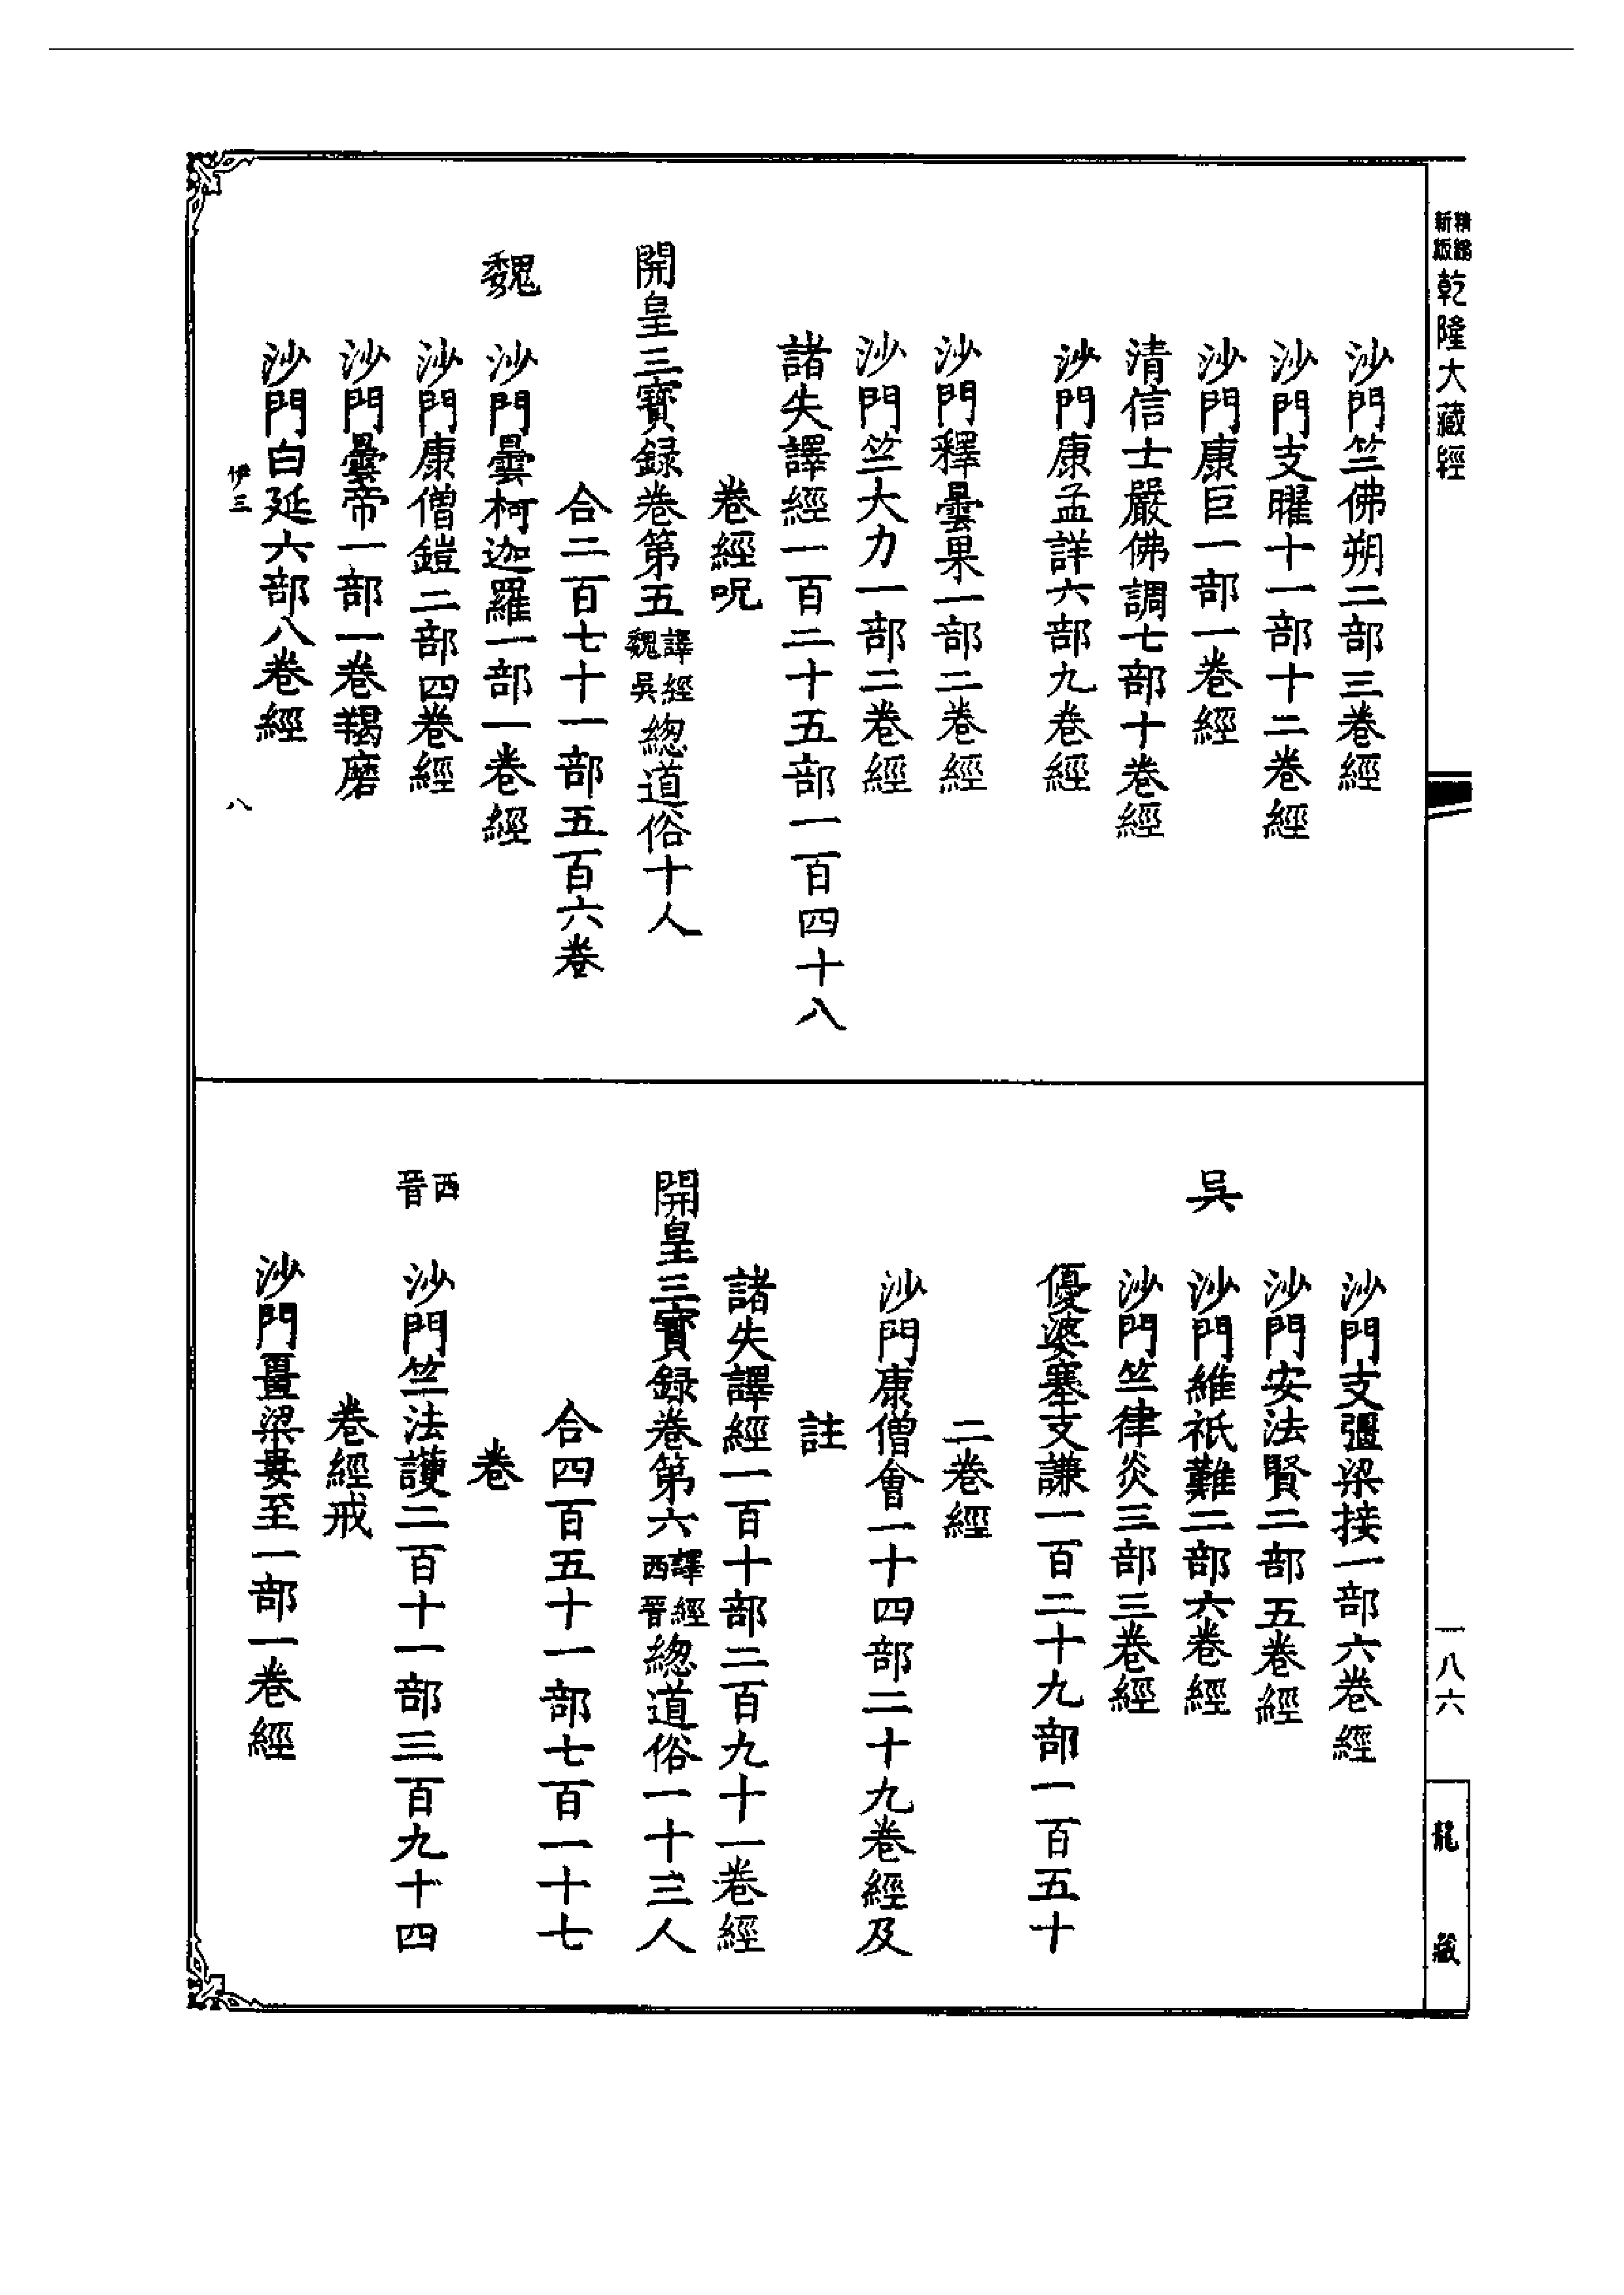 精縮新版乾隆大藏經
沙門竺佛朔二部三卷經
沙門支曜十一部十二卷經
沙門康巨一部一卷經
清信士嚴佛調七部十卷經
沙門康孟詳六部九卷經
沙門釋曇果一部二卷經
沙門竺大力一部二卷經
諸失譯經一百二十五部一百四十八
卷經呪
開皇三寶録卷第五譯經魏吳總道俗十人
合二百七十一部五百六卷
魏 沙門曇柯迦羅一部一卷經
沙門康僧鎧二部四卷經
沙門曇帝一部一卷羯磨
沙門白延六部八卷經
伊三 八
沙門支彊梁接一部六卷經
沙門安法賢二部五卷經
吳 沙門維祇難二部六卷經
沙門竺律炎三部三卷經
優婆塞支謙一百二十九部一百五十
二卷經
沙門康僧會一十四部二十九卷經及
註
諸失譯經一百十部二百九十一卷經
開皇三寶録卷第六譯經西晉總道俗一十三人
合四百五十一部七百一十七
卷
西晉 沙門竺法護二百十一部三百九十四
卷經戒
沙門畺梁婁至一部一卷經
一八六
龍藏